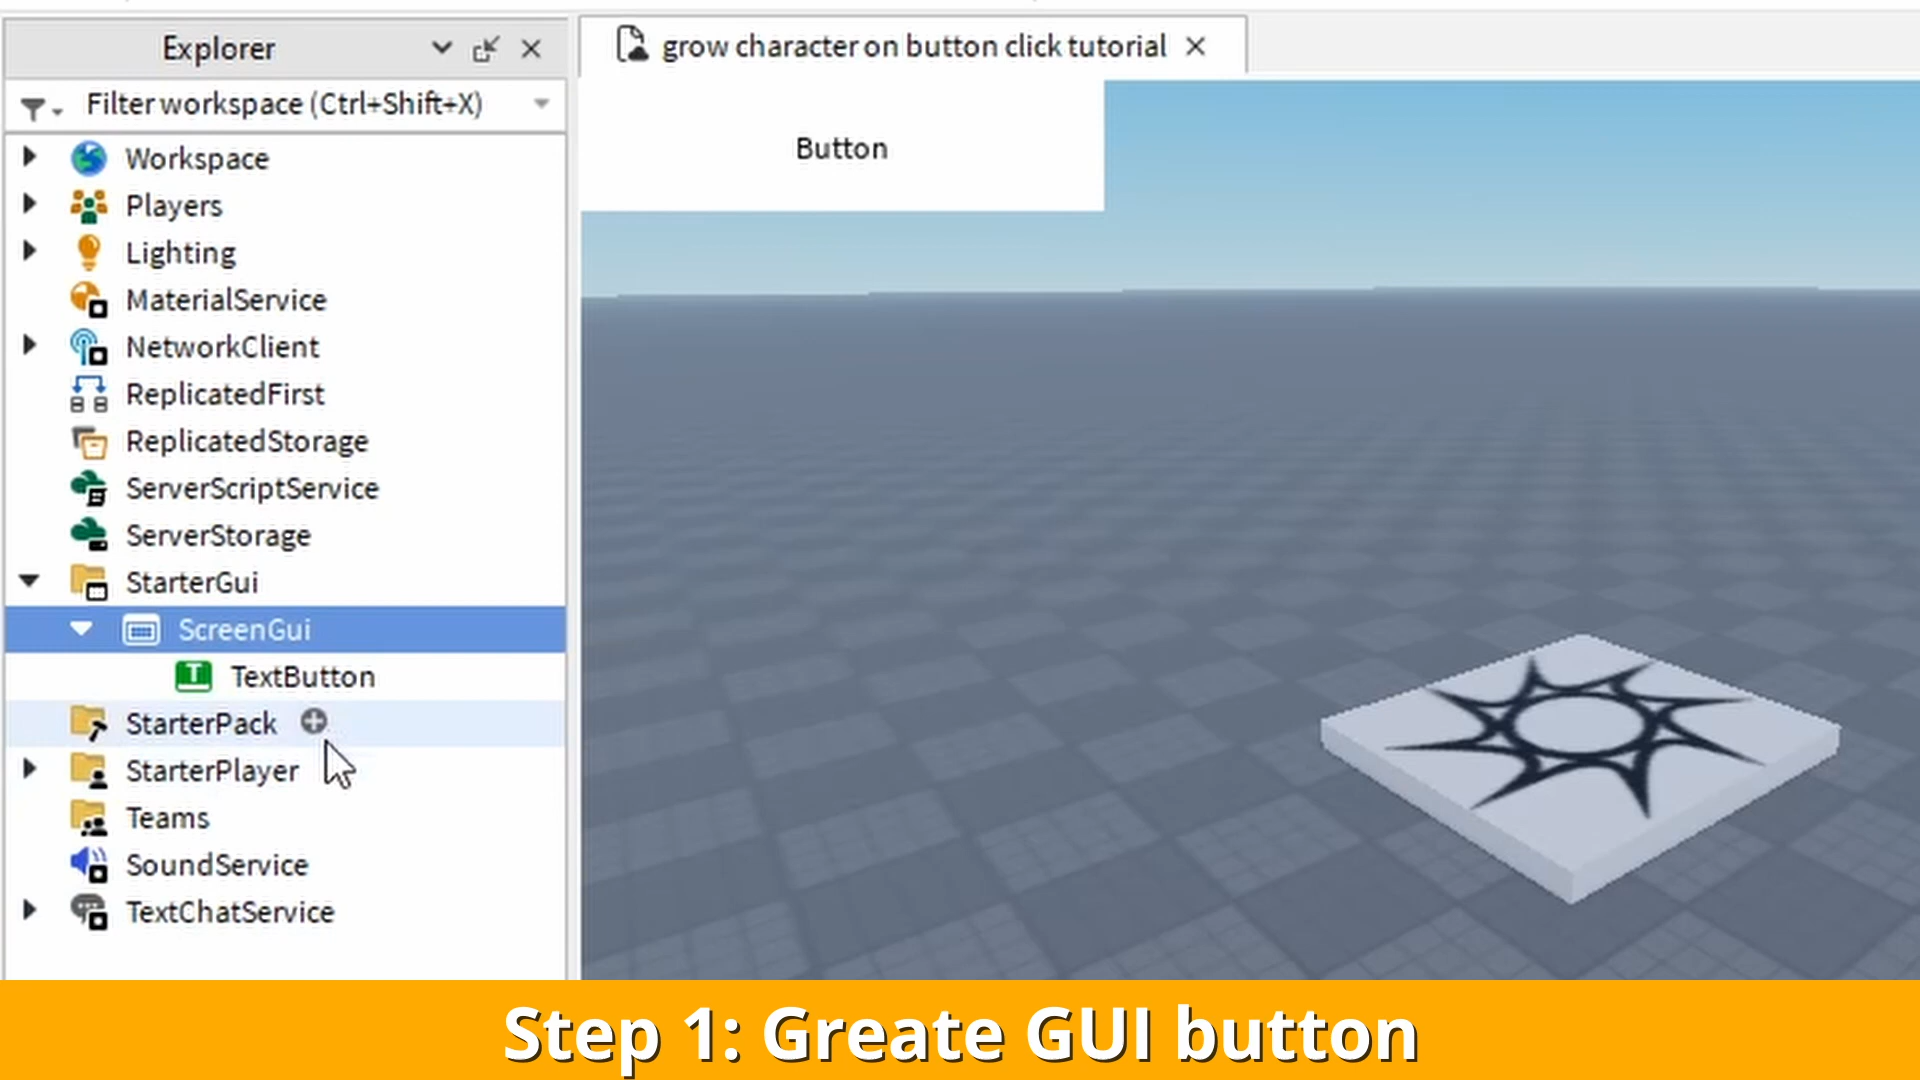 Explorer
grow character on button click tutorial
Filter workspace (Ctrl+Shift+X)
Button
Workspace
Players
Lighting
MaterialService
NetworkClient
ReplicatedFirst
ReplicatedStorage
ServerScriptService
ServerStorage
StarterGui
ScreenGui
TextButton
StarterPack
StarterPlayer
Teams
SoundService
TextChatService
Step 1: Greate GUI button